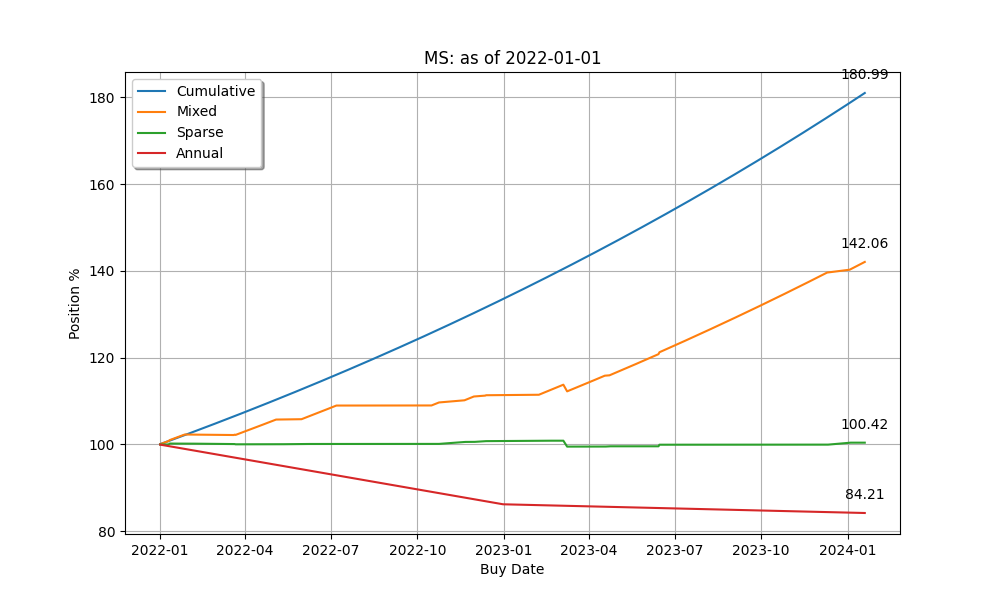 MS: as of 2022-01-01
Cumulative
Mixed
Sparse
Annual
180.99
142.06
100.42
84.21
180
160
140
120
100
80
Position %
2022-01 2022-04 2022-07 2022-10 2023-01 2023-04 2023-07 2023-10 2024-01
Buy Date